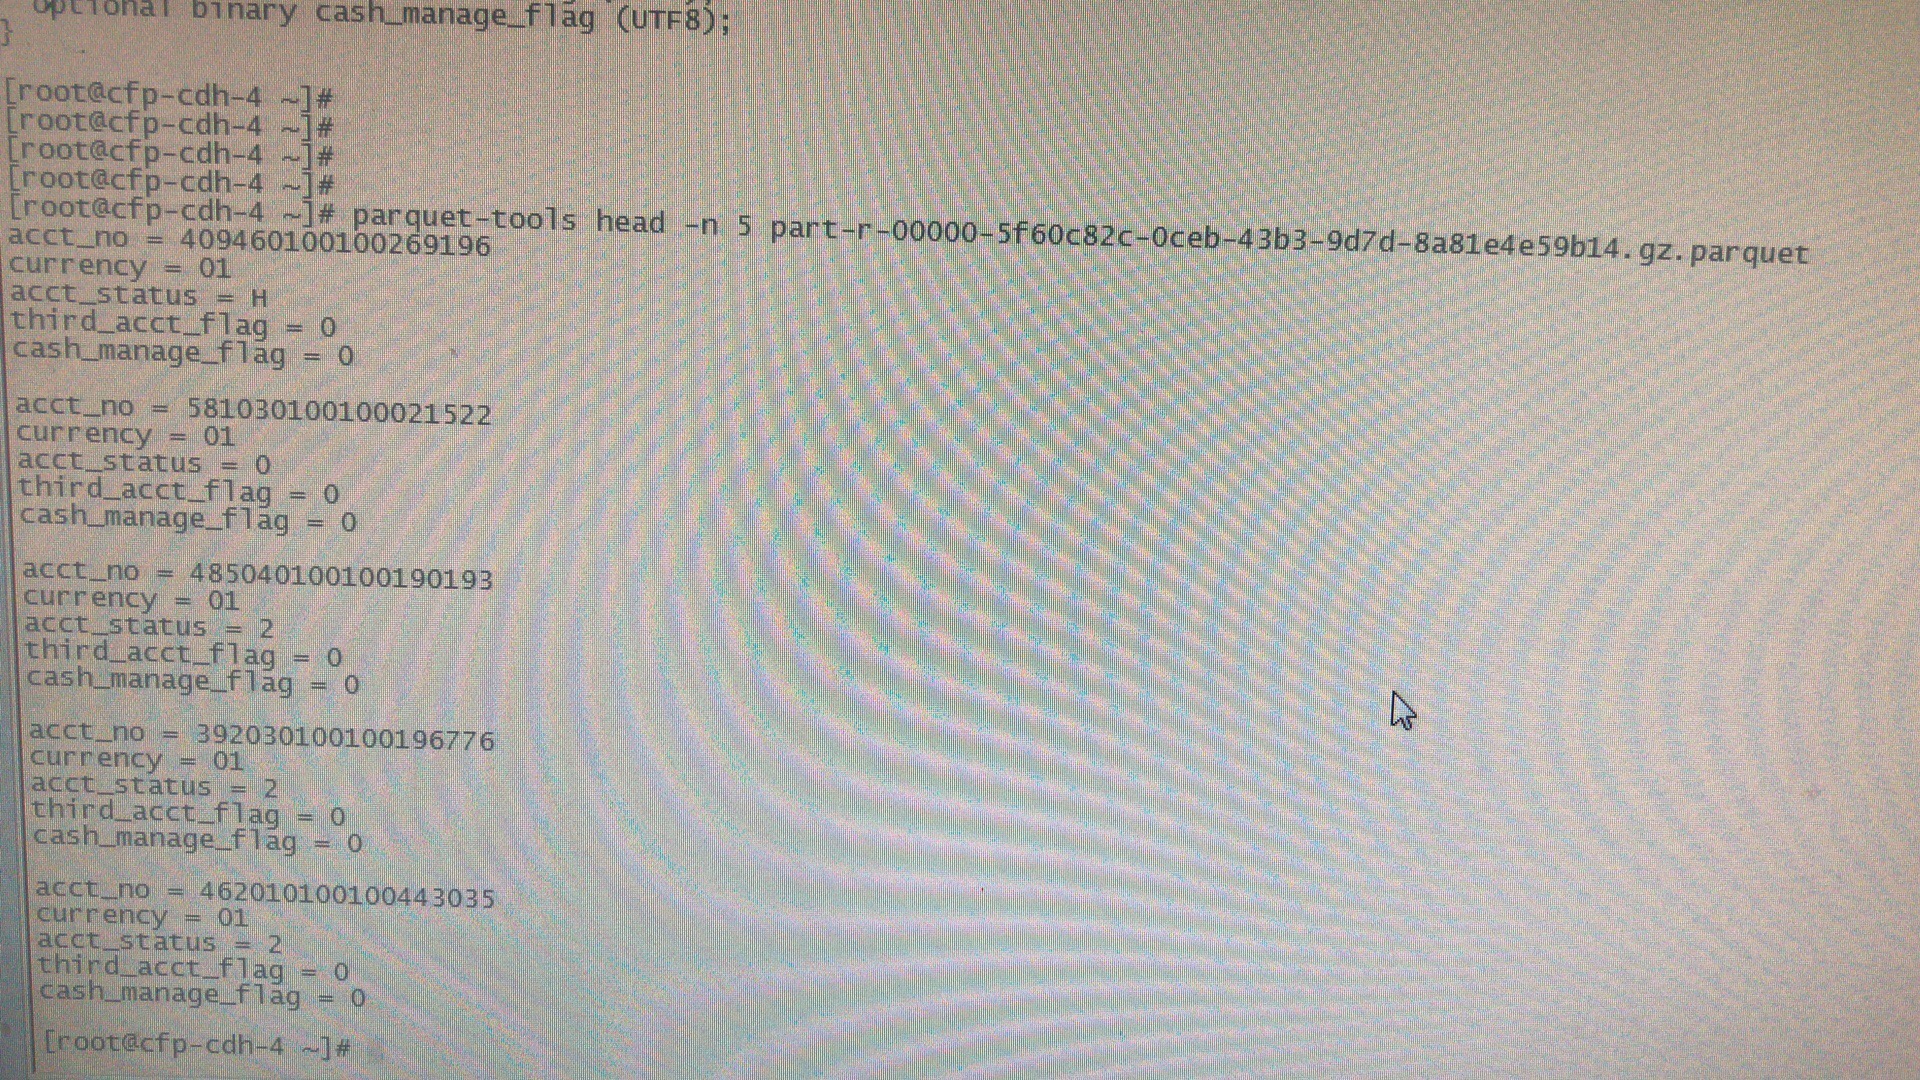 optional binary cash_manage_flag (UTF8);
}
[root@cfp-cdh-4 ~]#
[root@cfp-cdh-4 ~]#
[root@cfp-cdh-4 ~]#
[root@cfp-cdh-4 ~]#
[root@cfp-cdh-4 ~]# parquet-tools head -n 5 part-r-00000-5f60c82c-0ceb-43b3-9d7d-8a81e4e59b14.gz.parquet
acct_no = 409460100100269196
currency = 01
acct_status = H
third_acct_flag = 0
cash_manage_flag = 0
acct_no = 581030100100021522
currency = 01
acct_status = 0
third_acct_flag = 0
cash_manage_flag = 0
acct_no = 485040100100190193
currency = 01
acct_status = 2
third_acct_flag = 0
cash_manage_flag = 0
acct_no = 392030100100196776
currency = 01
acct_status = 2
third_acct_flag = 0
cash_manage_flag = 0
acct_no = 462010100100443035
currency = 01
acct_status = 2
third_acct_flag = 0
cash_manage_flag = 0
[root@cfp-cdh-4 ~]#